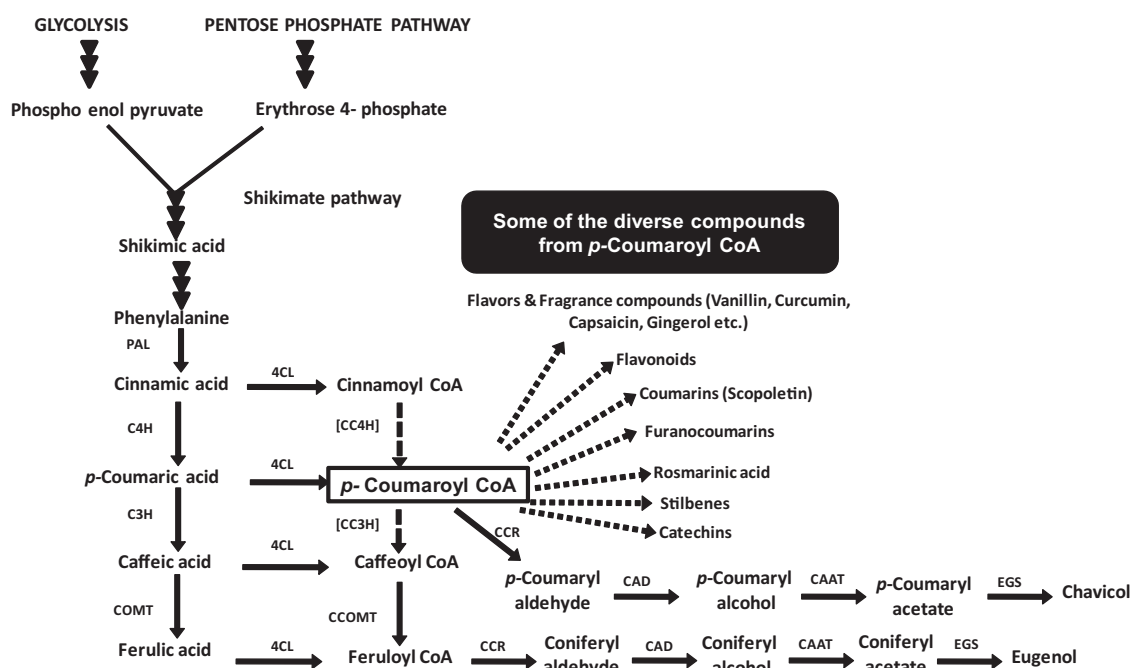 GLYCOLYSIS
PENTOSE PHOSPHATE PATHWAY
Phospho enol pyruvate
Erythrose 4- phosphate
Shikimate pathway
Some of the diverse compounds
from p-Coumaroyl CoA
Shikimic acid
Flavors & Fragrance compounds (Vanillin, Curcumin,
Capsaicin, Gingerol etc.)
Phenylalanine
PAL
Flavonoids
Cinnamic acid
4CL
Cinnamoyl CoA
Coumarins (Scopoletin)
C4H
[CC4H]
Furanocoumarins
p-Coumaric acid
4CL
p- Coumaroyl CoA
Rosmarinic acid
Stilbenes
C3H
[CC3H]
CCR
Catechins
Caffeic acid
4CL
Caffeoyl CoA
p-Coumaryl
aldehyde
CAD
p-Coumaryl
alcohol
CAAT
p-Coumaryl
acetate
EGS
Chavicol
COMT
CCOMT
Ferulic acid
4CL
Feruloyl CoA
CCR
Coniferyl
aldehyde
CAD
Coniferyl
alcohol
CAAT
Coniferyl
acetate
EGS
Eugenol